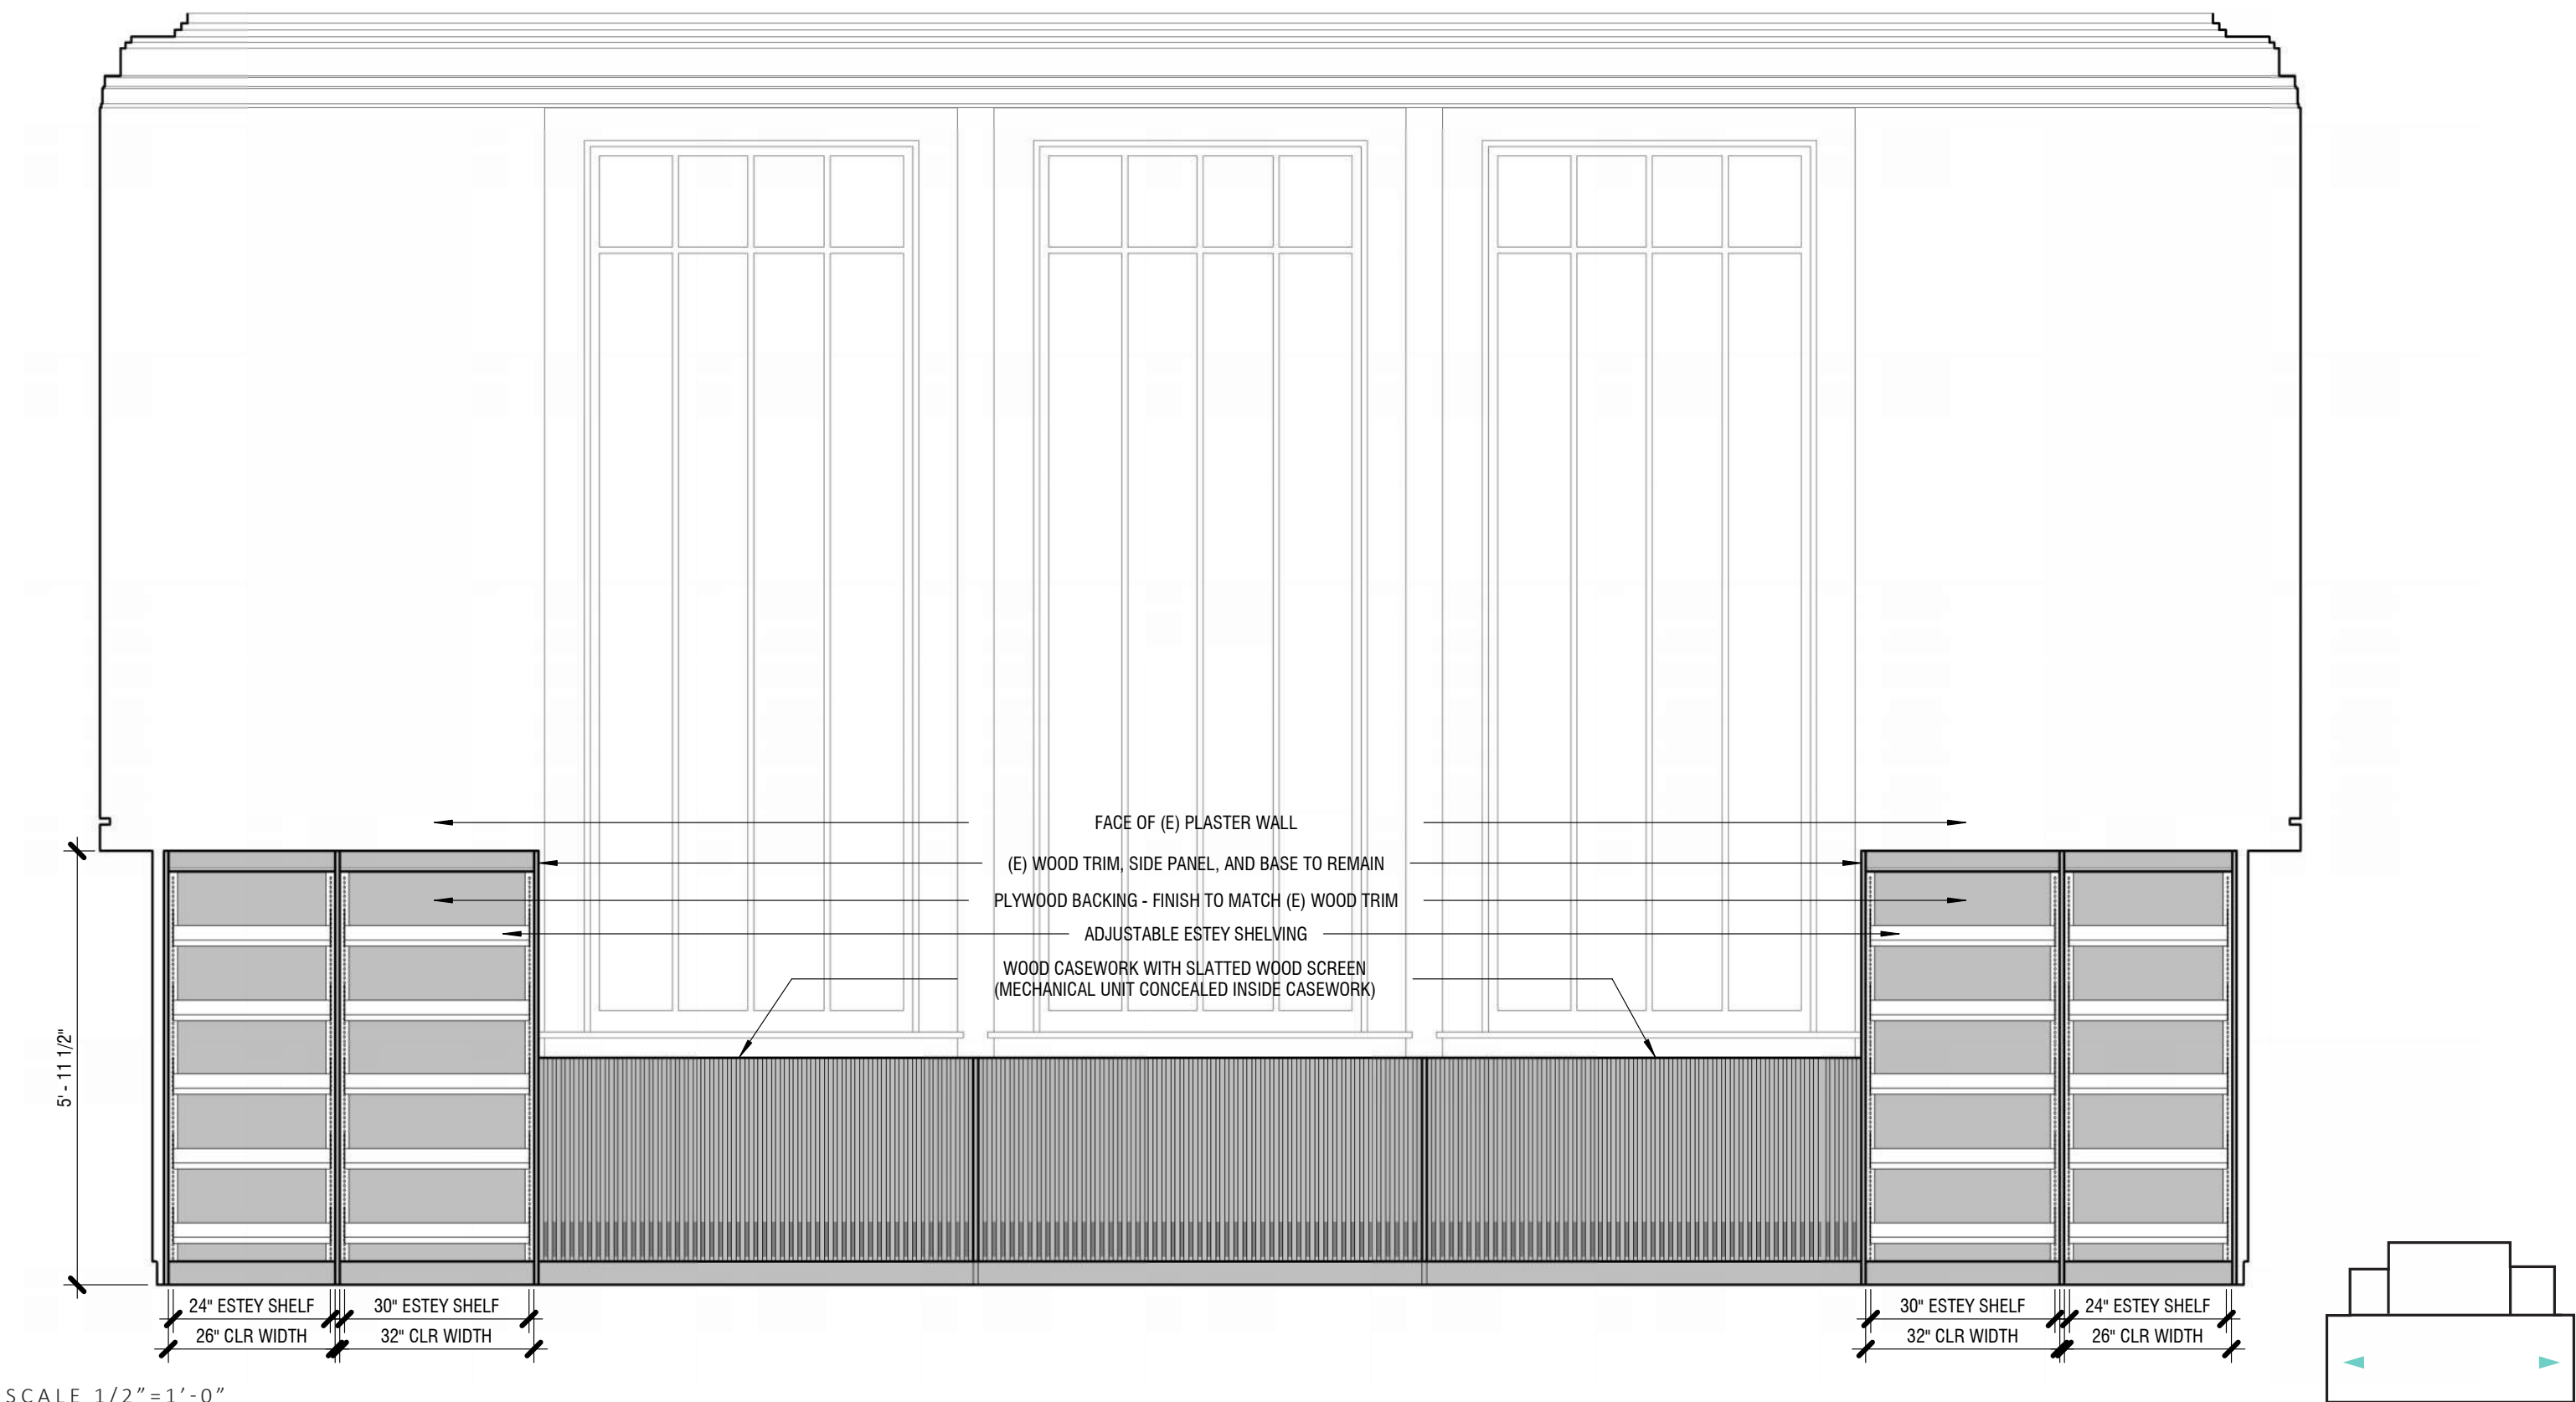 FACE OF (E) PLASTER WALL
(E) WOOD TRIM, SIDE PANEL, AND BASE TO REMAIN
PLYWOOD BACKING - FINISH TO MATCH (E) WOOD TRIM
ADJUSTABLE ESTEY SHELVING
WOOD CASEWORK WITH SLATTED WOOD SCREEN
(MECHANICAL UNIT CONCEALED INSIDE CASEWORK)
5' - 11 1/2"
24" ESTEY SHELF
30" ESTEY SHELF
30" ESTEY SHELF
24" ESTEY SHELF
26" CLR WIDTH
32" CLR WIDTH
32" CLR WIDTH
26" CLR WIDTH
SCALE 1/2"=1'-0"